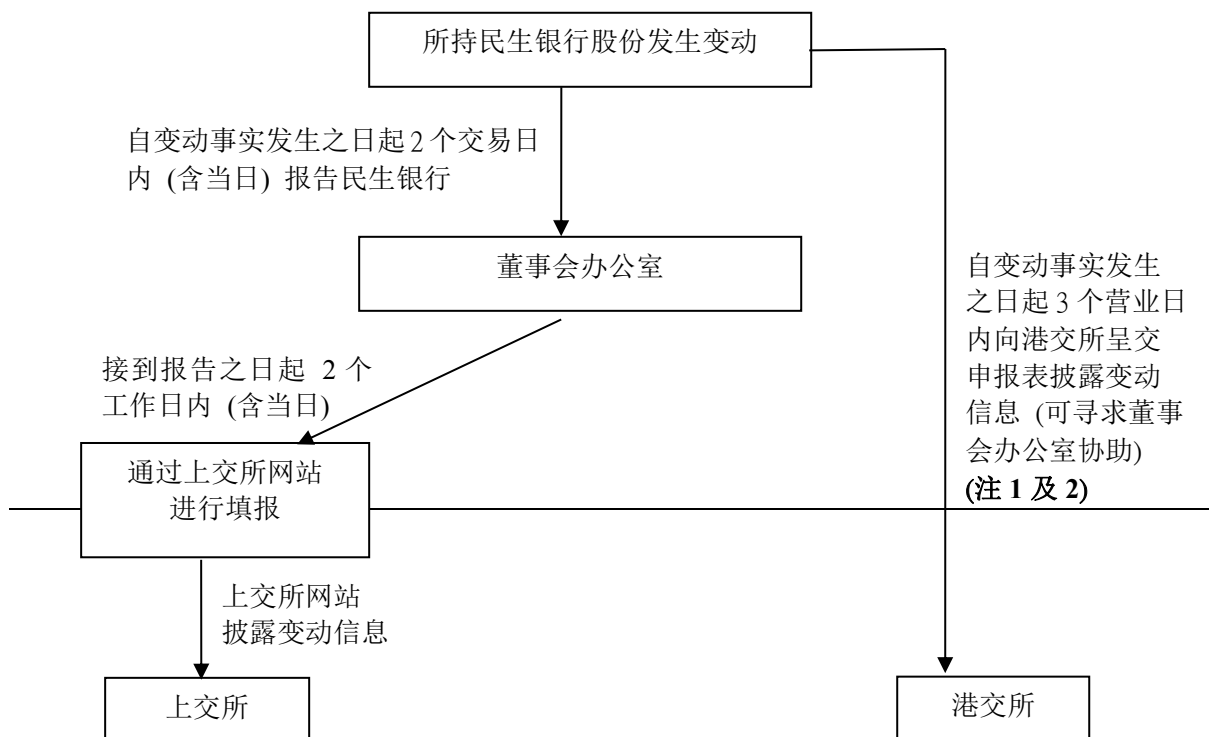 所持民生银行股份发生变动
自变动事实发生之日起 2 个交易日
内 (含当日) 报告民生银行
董事会办公室
自变动事实发生
之日起 3 个营业日
内向港交所呈交
申报表披露变动
信息 (可寻求董事
会办公室协助)
(注 1 及 2)
接到报告之日起 2 个
工作日内 (含当日)
通过上交所网站
进行填报
上交所网站
披露变动信息
上交所
港交所